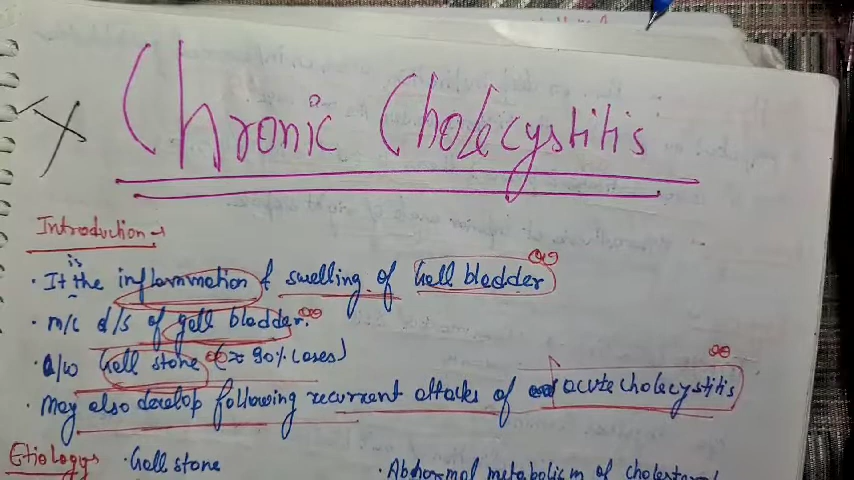 Chronic Cholecystitis
Introduction →
· It is the inflammation & swelling of Gall bladder
· m/c d/s of gall bladder.
· a/w Gall stone (≈ 90% Cases)
· May also develop following recurrent attacks of acute cholecystitis
Etiology · Gall stone · Abnormal metabolism of cholesterol